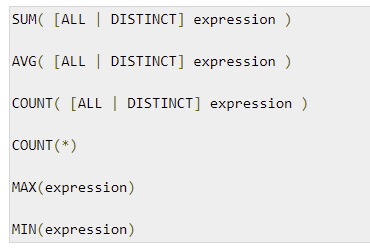 SUM( [ALL | DISTINCT] expression )
AVG( [ALL | DISTINCT] expression )
COUNT( [ALL | DISTINCT] expression )
COUNT(*)
MAX(expression)
MIN(expression)